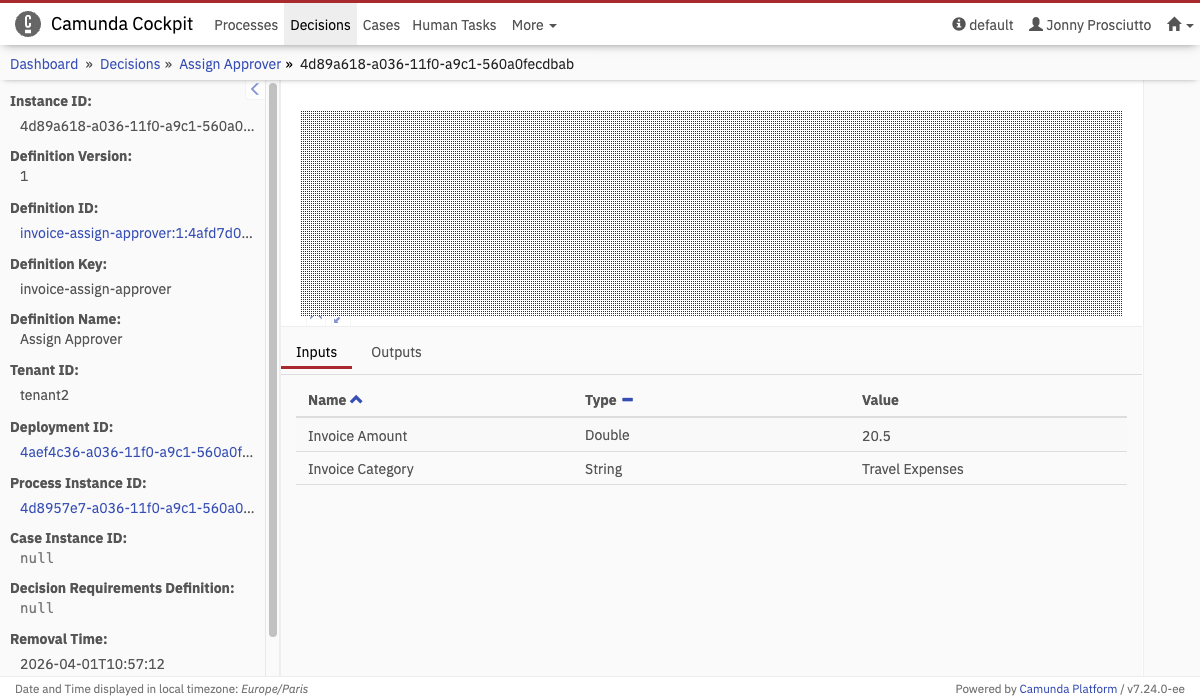 Camunda Cockpit Processes Decisions Cases Human Tasks More default Jonny Prosciutto
Dashboard » Decisions » Assign Approver » 4d89a618-a036-11f0-a9c1-560a0fecdbab
Instance ID:
4d89a618-a036-11f0-a9c1-560a0...
Definition Version:
1
Definition ID:
invoice-assign-approver:1:4afd7d0...
Definition Key:
invoice-assign-approver
Definition Name:
Assign Approver
Tenant ID:
tenant2
Deployment ID:
4aef4c36-a036-11f0-a9c1-560a0f...
Process Instance ID:
4d8957e7-a036-11f0-a9c1-560a0...
Case Instance ID:
null
Decision Requirements Definition:
null
Removal Time:
2026-04-01T10:57:12
Inputs Outputs
Name Type Value
Invoice Amount Double 20.5
Invoice Category String Travel Expenses
Date and Time displayed in local timezone: Europe/Paris
Powered by Camunda Platform / v7.24.0-ee